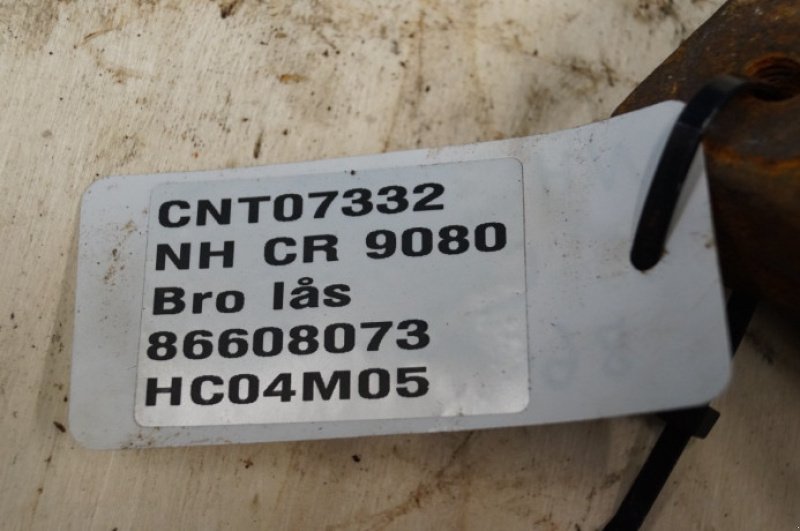 CNT07332
NH CR 9080
Bro lås
86608073
HC04M05